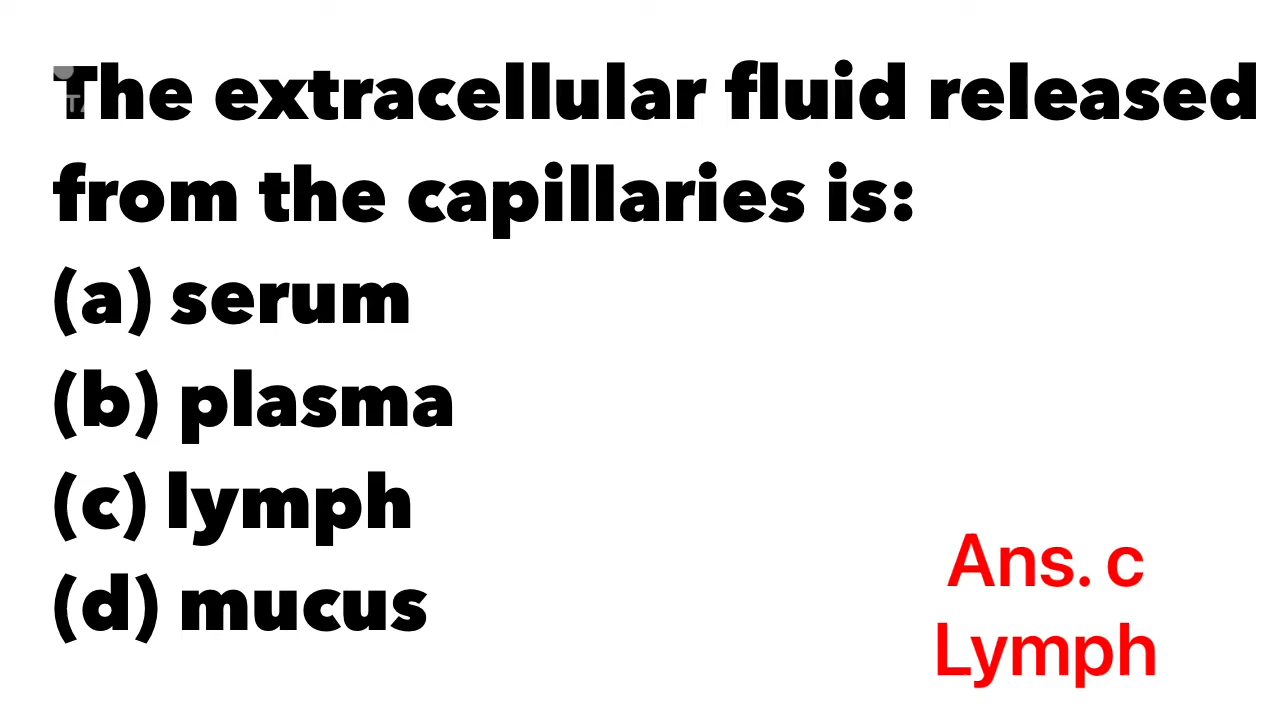 The extracellular fluid released
from the capillaries is:
(a) serum
(b) plasma
(c) lymph
(d) mucus
Ans. c
Lymph